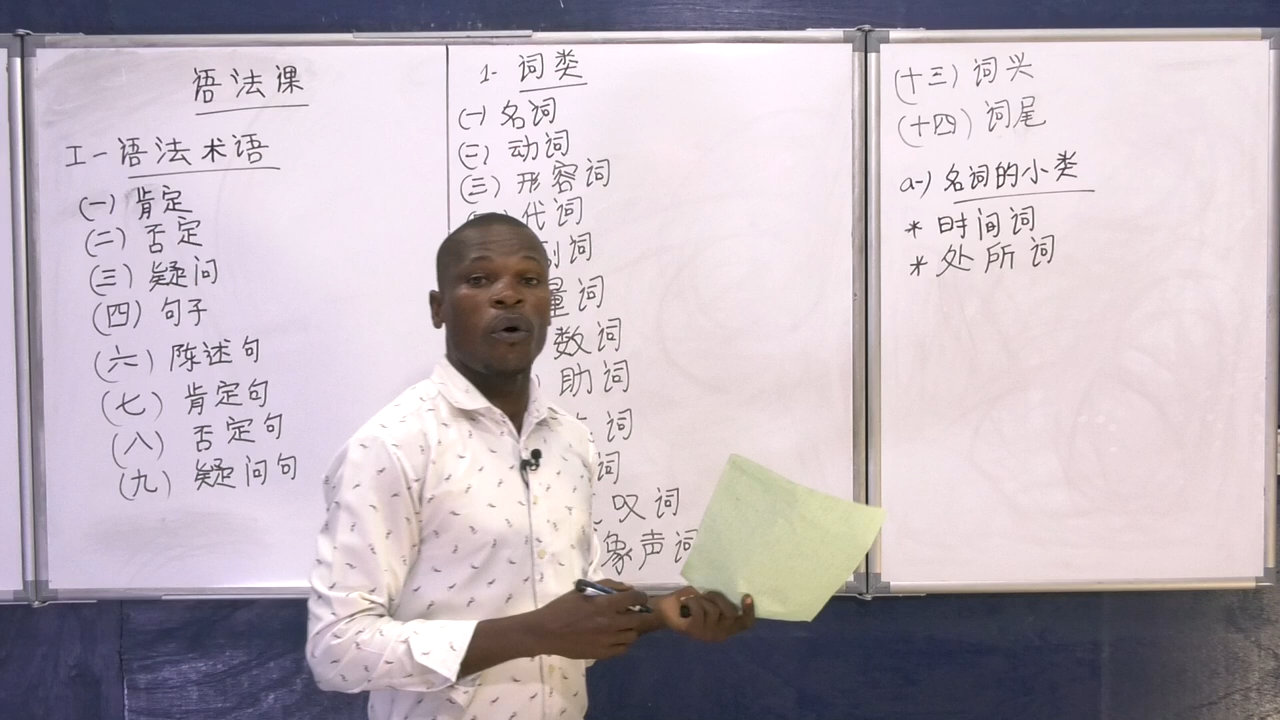 语法课
I-语法术语
(一) 肯定
(二) 否定
(三) 疑问
(四) 句子
(六) 陈述句
(七) 肯定句
(八) 否定句
(九) 疑问句
1- 词类
(一) 名词
(二) 动词
(三) 形容词
代词
词
量词
数词
助词
词
词
叹词
象声词
(十三) 词兴
(十四) 词尾
a-) 名词的小类
* 时间词
* 处所词